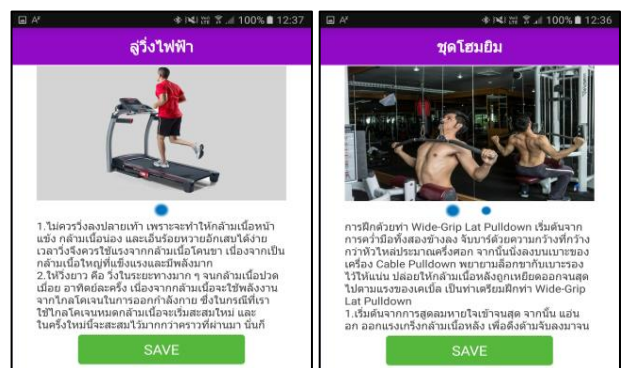 100% 12:37
ลู่วิ่งไฟฟ้า
1.ไม่ควรวิ่งลงปลายเท้า เพราะจะทำให้กล้ามเนื้อหน้า
แข้ง กล้ามเนื้อน่อง และเอ็นร้อยหวายอักเสบได้ง่าย
เวลาวิ่งจึงควรใช้แรงจากกล้ามเนื้อโคนขา เนื่องจากเป็น
กล้ามเนื้อใหญ่ที่แข็งแรงและมีพลังมาก
2.ให้วิ่งยาว คือ วิ่งในระยะทางมาก ๆ จนกล้ามเนื้อปวด
เมื่อย อาทิตย์ละครั้ง เนื่องจากกล้ามเนื้อจะใช้พลังงาน
จากไกลโคเจนในการออกกำลังกาย ซึ่งในกรณีที่เรา
ใช้ไกลโคเจนหมดกล้ามเนื้อจะเริ่มสะสมใหม่ และ
ในครั้งใหม่นี้จะสะสมไว้มากกว่าคราวที่ผ่านมา นั่นก็
SAVE
100% 12:36
ชุดโฮมยิม
การฝึกด้วยท่า Wide-Grip Lat Pulldown เริ่มต้นจาก
การคว่ำมือทั้งสองข้างลง จับบาร์ด้วยความกว้างที่กว้าง
กว่าหัวไหล่ประมาณครึ่งศอก จากนั้นนั่งลงบนเบาะของ
เครื่อง Cable Pulldown พยายามล็อกขากับเบาะรอง
ไว้ให้แน่น ปล่อยให้กล้ามเนื้อหลังถูกเหยียดออกจนสุด
ไปตามแรงของเคเบิ้ล เป็นท่าเตรียมฝึกท่า Wide-Grip
Lat Pulldown
1.เริ่มต้นจากการสูดลมหายใจเข้าจนสุด จากนั้น แอ่น
อก ออกแรงเกร็งกล้ามเนื้อหลัง เพื่อดึงด้ามจับลงมาจน
SAVE